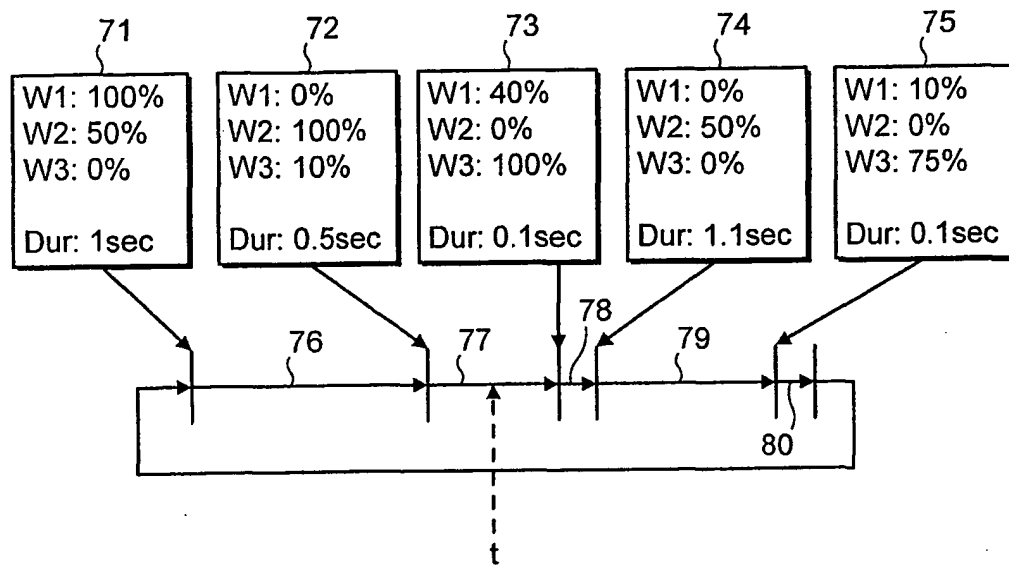 71
72
73
74
75
W1: 100%
W2: 50%
W3: 0%
Dur: 1sec
W1: 0%
W2: 100%
W3: 10%
Dur: 0.5sec
W1: 40%
W2: 0%
W3: 100%
Dur: 0.1sec
W1: 0%
W2: 50%
W3: 0%
Dur: 1.1sec
W1: 10%
W2: 0%
W3: 75%
Dur: 0.1sec
76
77
78
79
80
t